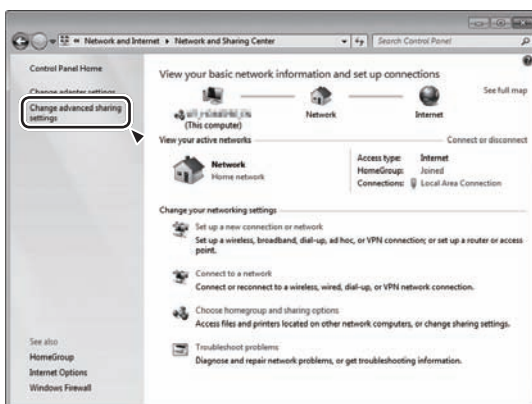 « Network and Internet ▸ Network and Sharing Center
Search Control Panel
Control Panel Home
Change adapter settings
Change advanced sharing
settings
See also
HomeGroup
Internet Options
Windows Firewall
View your basic network information and set up connections
See full map
(This computer)
Network
Internet
View your active networks
Connect or disconnect
Network
Home network
Access type: Internet
HomeGroup: Joined
Connections: Local Area Connection
Change your networking settings
Set up a new connection or network
Set up a wireless, broadband, dial-up, ad hoc, or VPN connection; or set up a router or access
point.
Connect to a network
Connect or reconnect to a wireless, wired, dial-up, or VPN network connection.
Choose homegroup and sharing options
Access files and printers located on other network computers, or change sharing settings.
Troubleshoot problems
Diagnose and repair network problems, or get troubleshooting information.